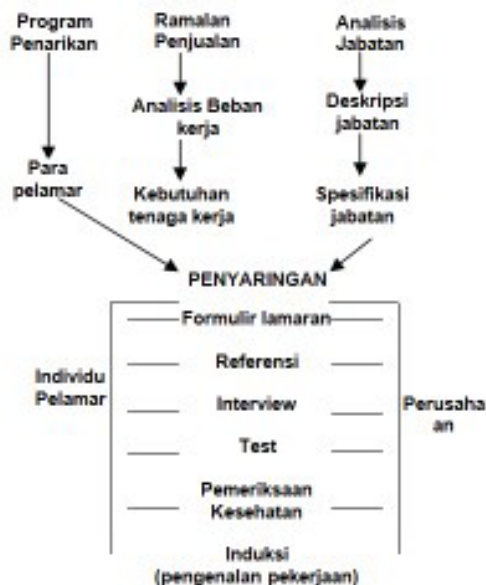 Program
Penarikan
Ramalan
Penjualan
Analisis
Jabatan
Analisis Beban
kerja
Deskripsi
jabatan
Para
pelamar
Kebutuhan
tenaga kerja
Spesifikasi
jabatan
PENYARINGAN
Formulir lamaran
Referensi
Individu
Pelamar
Interview
Perusaha
an
Test
Pemeriksaan
Kesehatan
Induksi
(pengenalan pekerjaan)